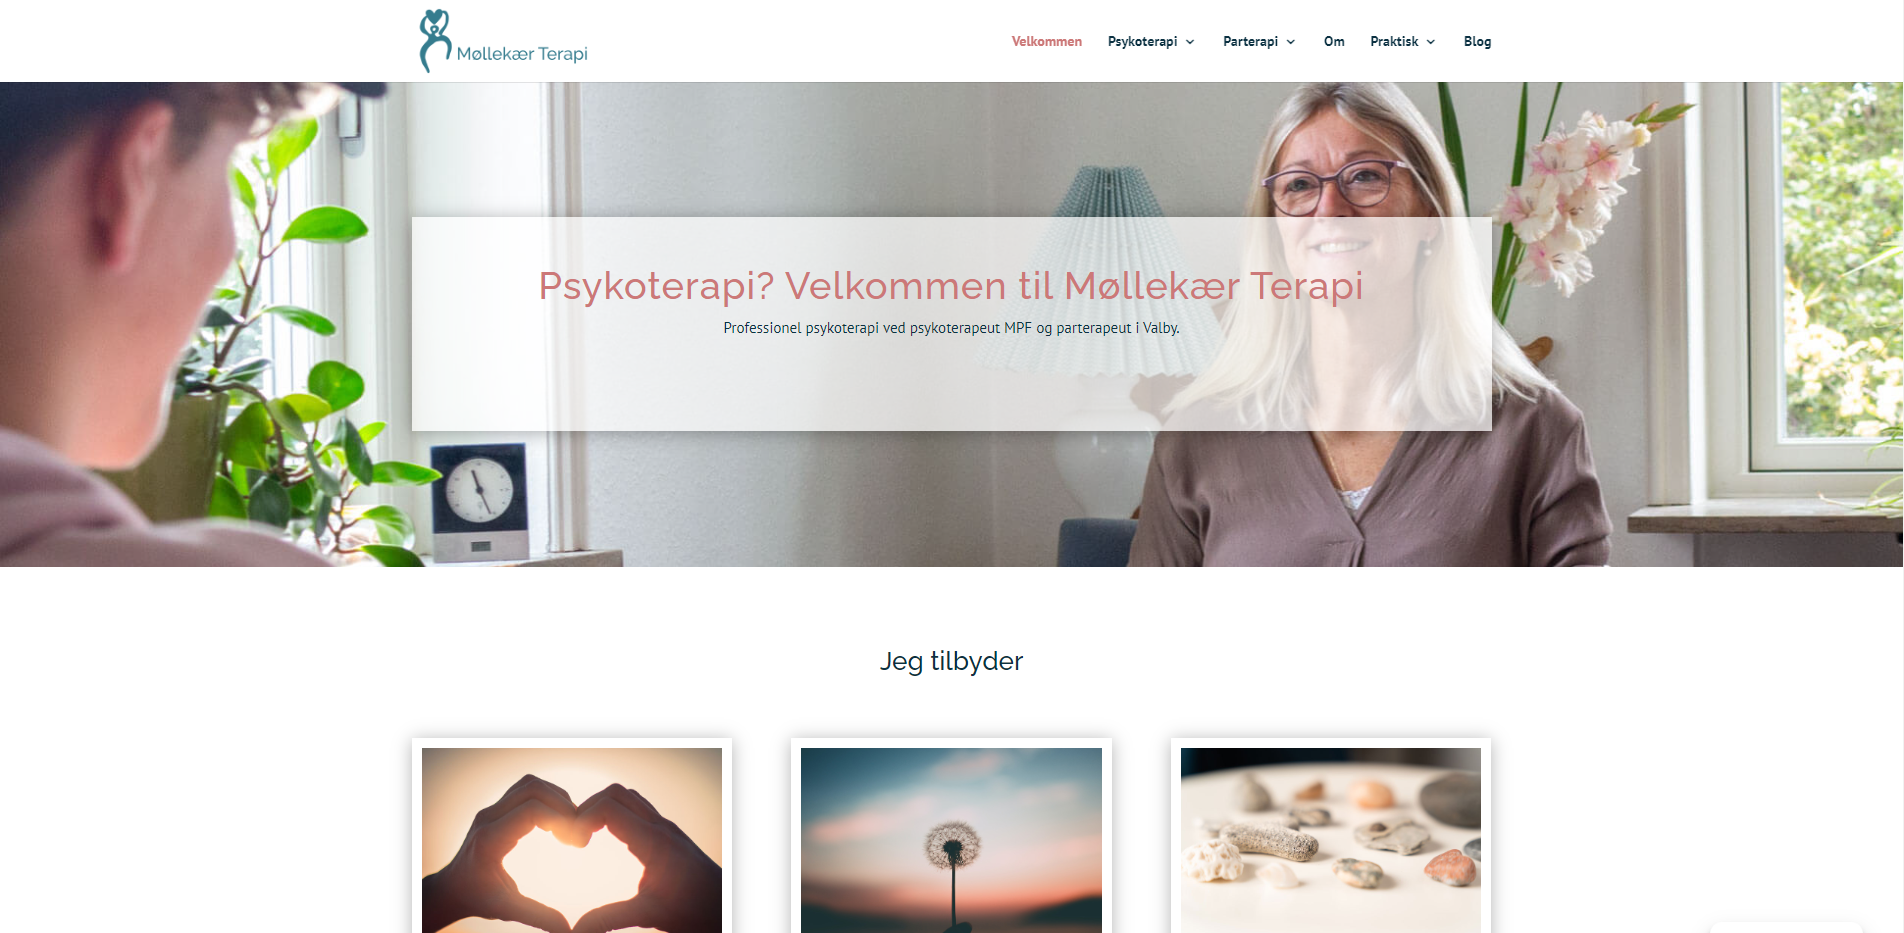 Møllekær Terapi
Velkommen Psykoterapi Parterapi Om Praktisk Blog
Psykoterapi? Velkommen til Møllekær Terapi
Professionel psykoterapi ved psykoterapeut MPF og parterapeut i Valby.
Jeg tilbyder